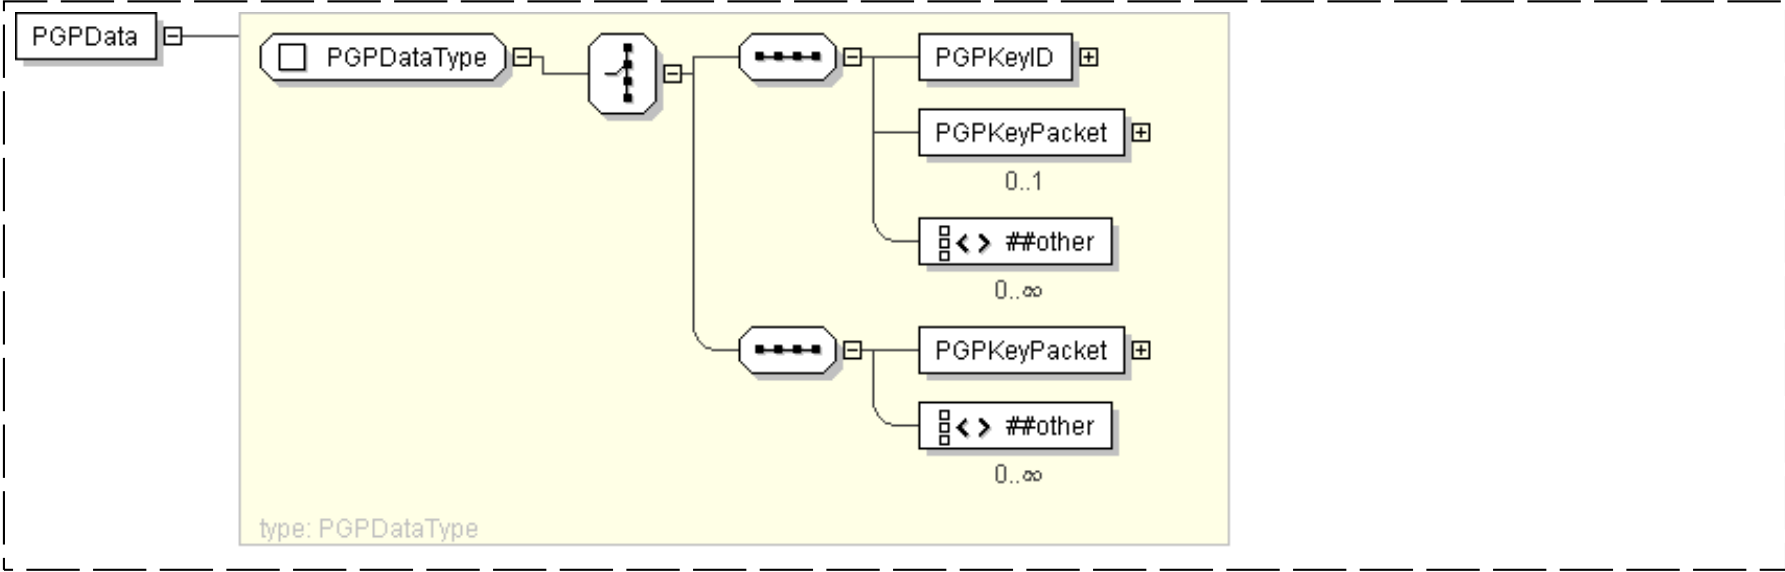 PGPData
PGPDataType
PGPKeyID
PGPKeyPacket
0..1
##other
0..∞
PGPKeyPacket
##other
0..∞
type: PGPDataType